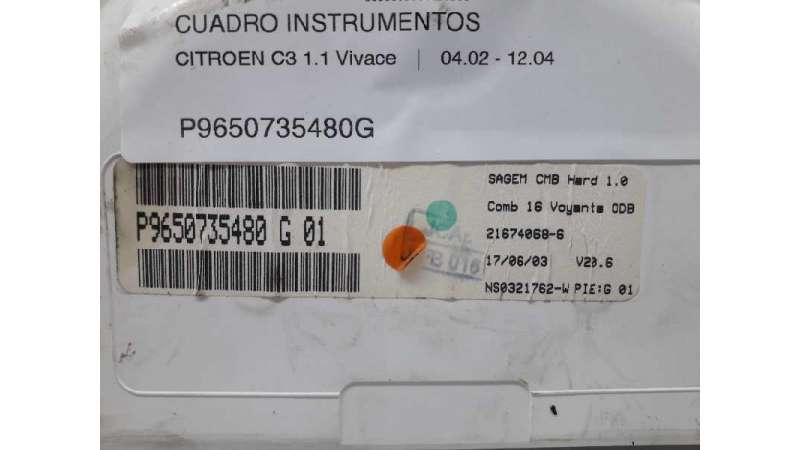 CUADRO INSTRUMENTOS
CITROEN C3 1.1 Vivace | 04.02 - 12.04
P9650735480G
P9650735480 G 01
SAGEM CMB Hard 1.0
Comb 16 Voyants ODB
21674068-6
17/06/03 V20.6
NS0321762-W PIE:G 01